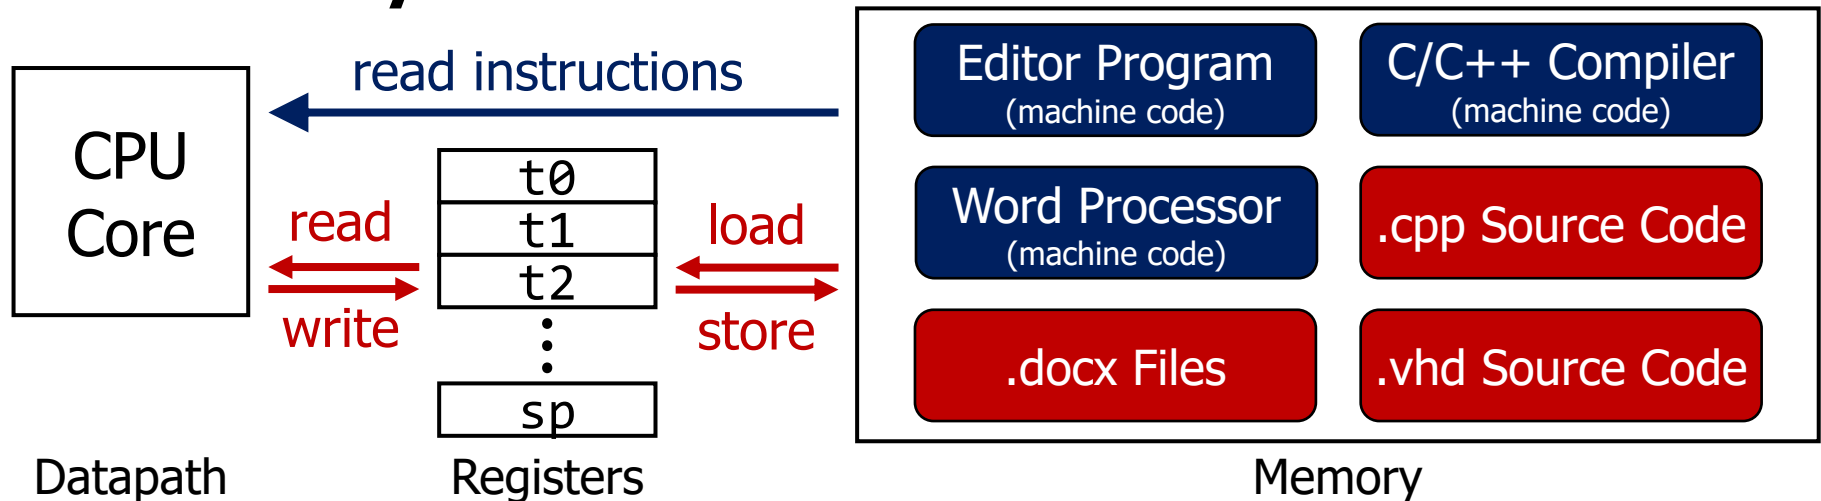 CPU
Core
Datapath
read instructions
read
write
t0
t1
t2
sp
Registers
load
store
Editor Program
(machine code)
C/C++ Compiler
(machine code)
Word Processor
(machine code)
.cpp Source Code
.docx Files
.vhd Source Code
Memory